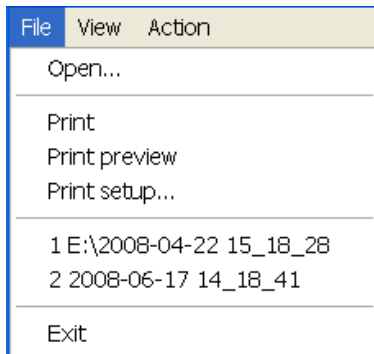 File View Action
Open...
Print
Print preview
Print setup...
1 E:\2008-04-22 15_18_28
2 2008-06-17 14_18_41
Exit